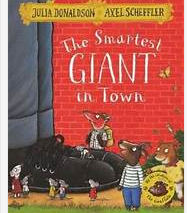 JULIA DONALDSON · AXEL SCHEFFLER
The Smartest
GIANT
in Town